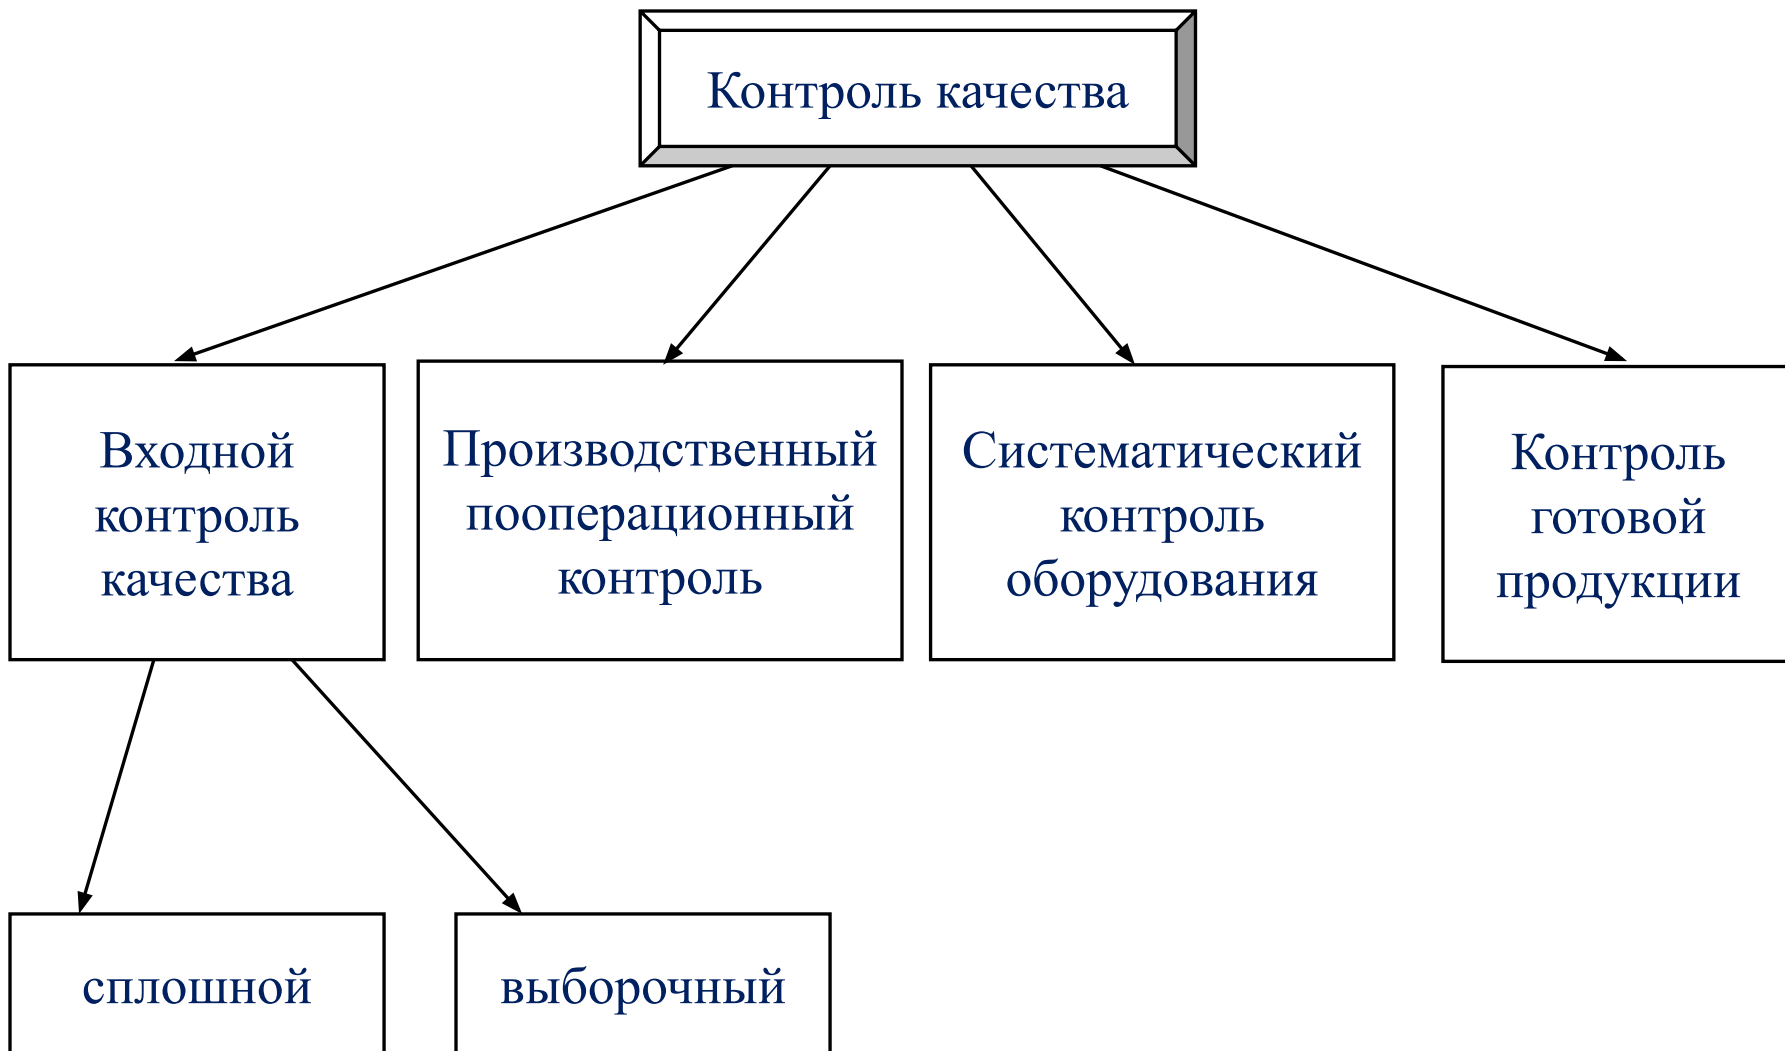 Контроль качества
Входной
контроль
качества
Производственный
пооперационный
контроль
Систематический
контроль
оборудования
Контроль
готовой
продукции
сплошной
выборочный